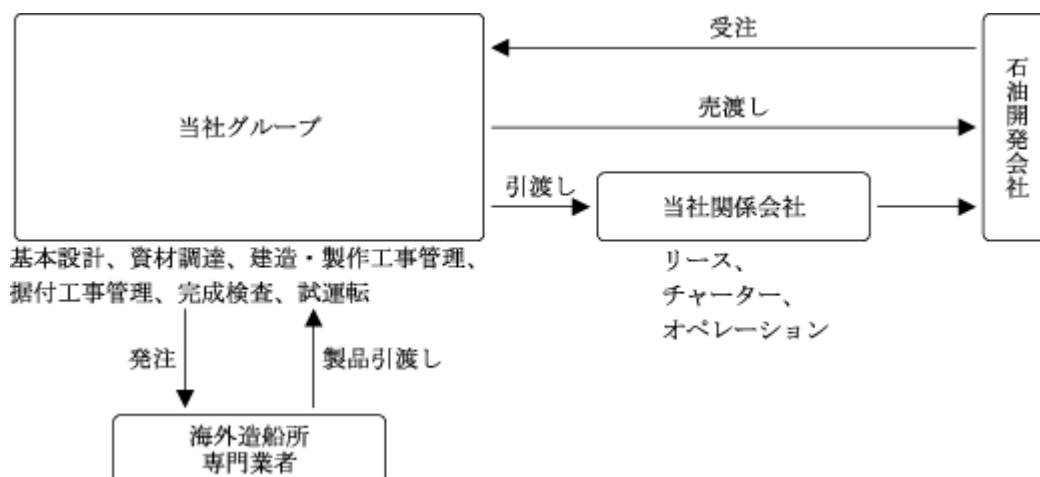 受注
石油開発会社
当社グループ
売渡し
引渡し
当社関係会社
基本設計、資材調達、建造・製作工事管理、
据付工事管理、完成検査、試運転
リース、
チャーター、
オペレーション
発注
製品引渡し
海外造船所
専門業者